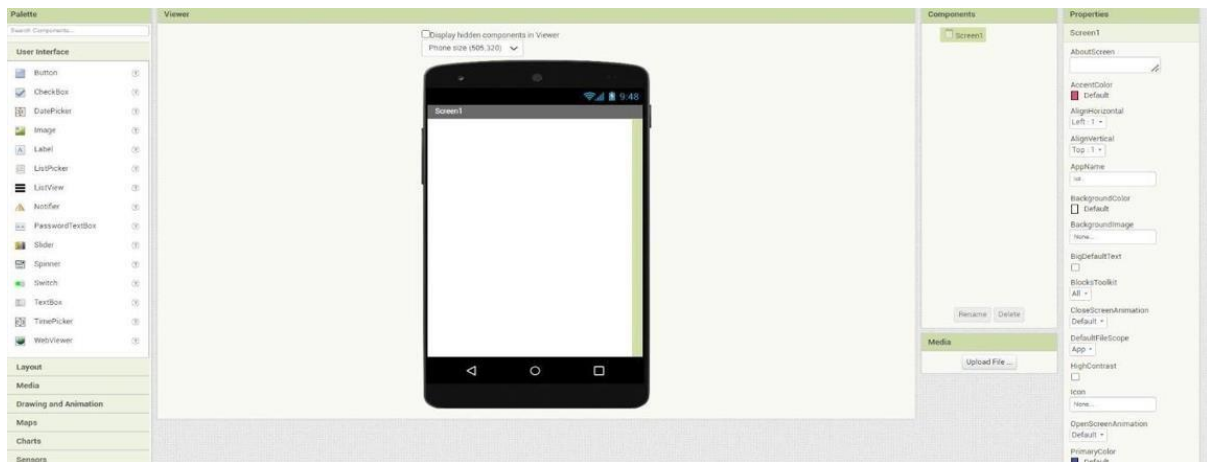 Palette
Search Components...
User Interface
Button
CheckBox
DatePicker
Image
Label
ListPicker
ListView
Notifier
PasswordTextBox
Slider
Spinner
Switch
TextBox
TimePicker
WebViewer
Layout
Media
Drawing and Animation
Maps
Charts
Sensors
Viewer
Display hidden components in Viewer
Phone size (505,320)
9:48
Screen1
Components
Screen1
Rename Delete
Media
Upload File ...
Properties
Screen1
AboutScreen
AccentColor
Default
AlignHorizontal
Left : 1
AlignVertical
Top : 1
AppName
BackgroundColor
Default
BackgroundImage
None...
BigDefaultText
BlocksToolkit
All
CloseScreenAnimation
Default
DefaultFileScope
App
HighContrast
Icon
None...
OpenScreenAnimation
Default
PrimaryColor
Default